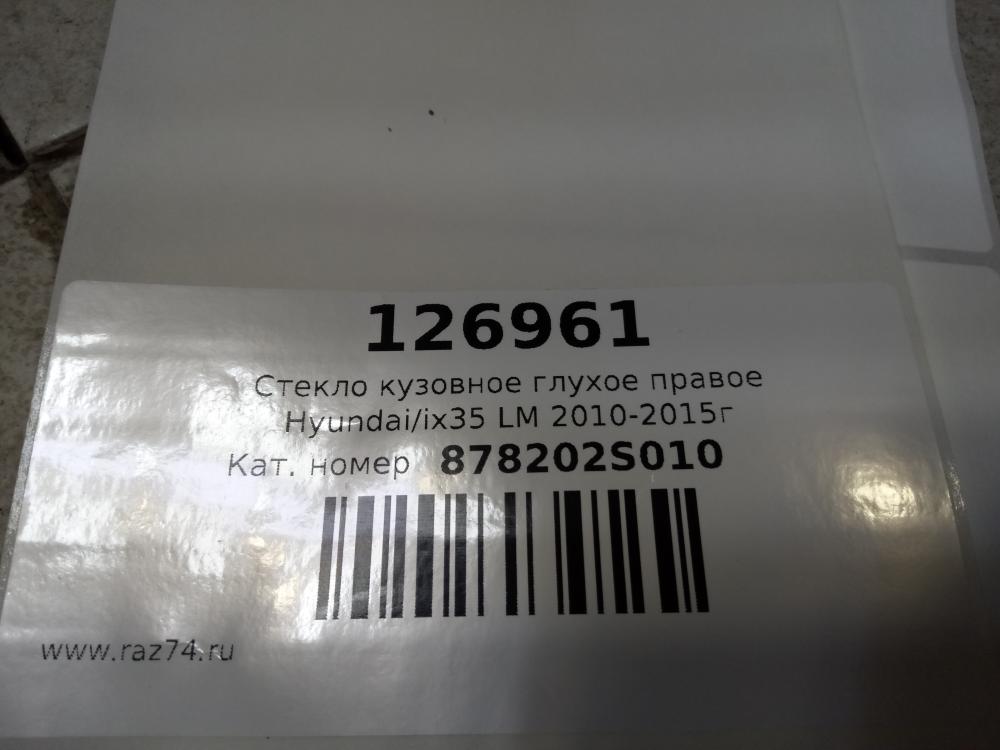 126961
Стекло кузовное глухое правое
Hyundai/ix35 LM 2010-2015г
Кат. номер 878202S010
www.raz74.ru